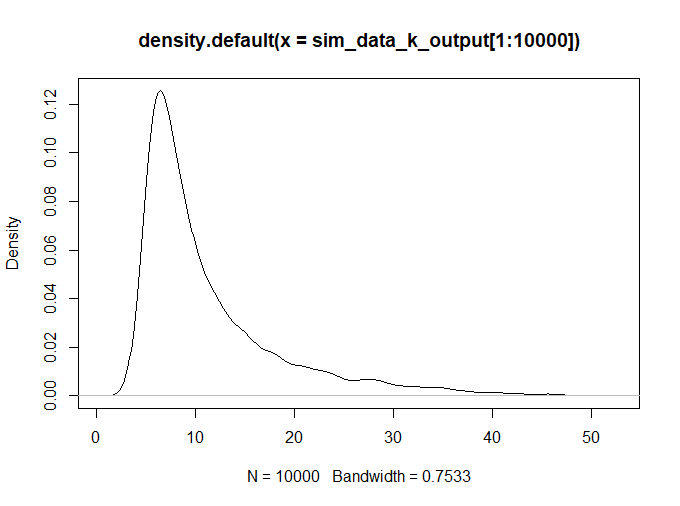 density.default(x = sim_data_k_output[1:10000])
Density
0.12
0.10
0.08
0.06
0.04
0.02
0.00
0 10 20 30 40 50
N = 10000 Bandwidth = 0.7533